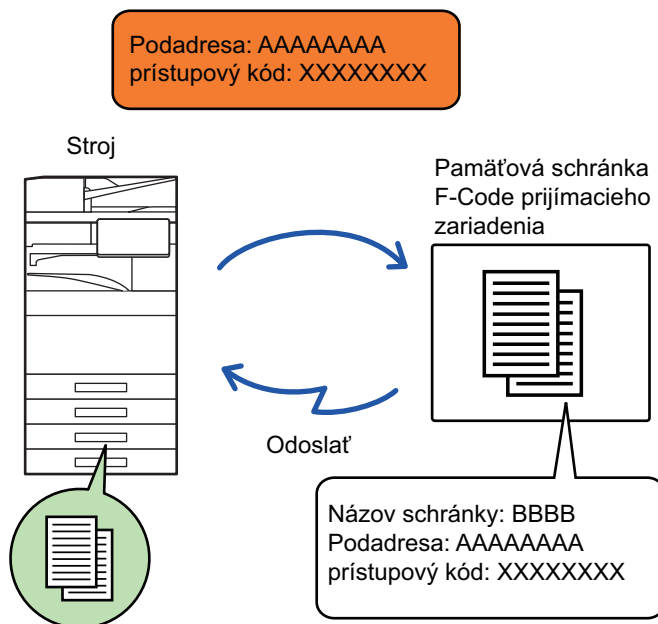 Podadresa: AAAAAAAA
prístupový kód: XXXXXXXX
Stroj
Pamäťová schránka
F-Code prijímacieho
zariadenia
Odoslať
Názov schránky: BBBB
Podadresa: AAAAAAAA
prístupový kód: XXXXXXXX